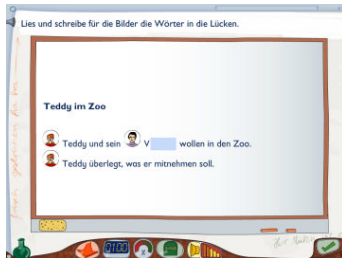 Lies und schreibe für die Bilder die Wörter in die Lücken.
Teddy im Zoo
Teddy und sein V wollen in den Zoo.
Teddy überlegt, was er mitnehmen soll.